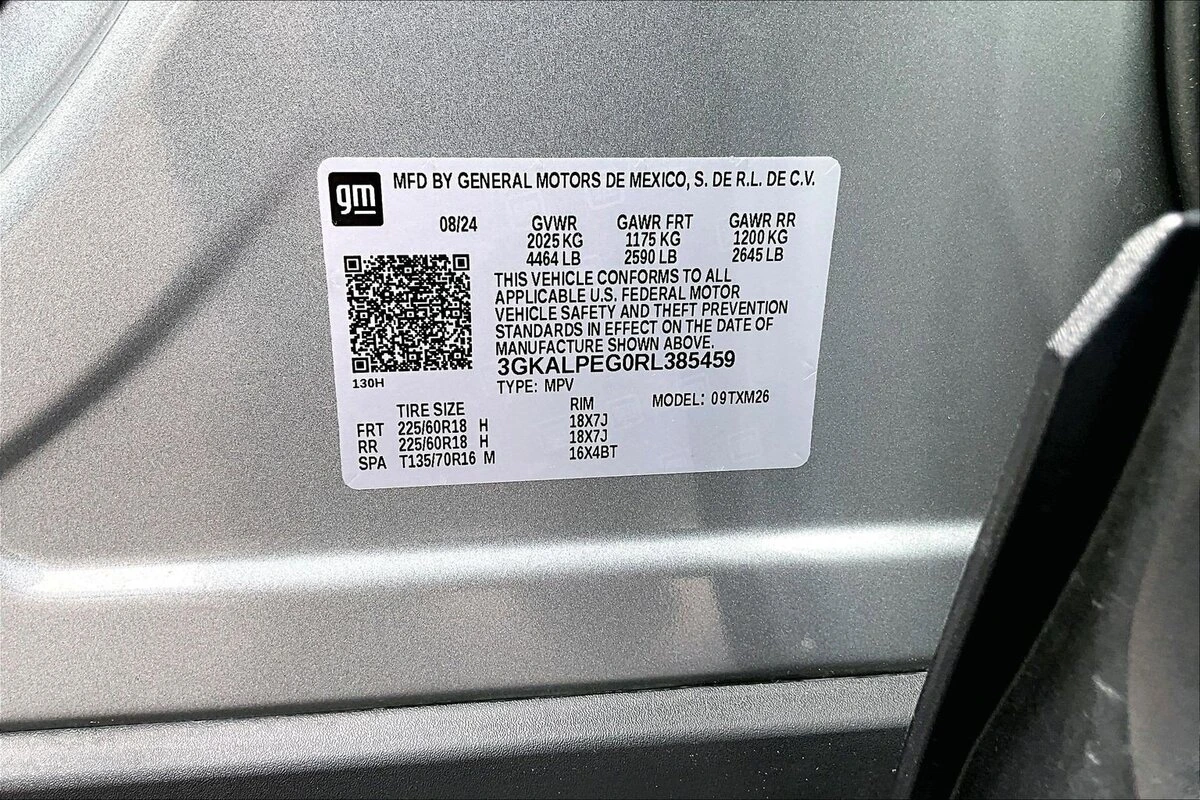 gm
MFD BY GENERAL MOTORS DE MEXICO, S. DE R.L. DE C.V.
08/24 GVWR GAWR FRT GAWR RR
2025 KG 1175 KG 1200 KG
4464 LB 2590 LB 2645 LB
THIS VEHICLE CONFORMS TO ALL
APPLICABLE U.S. FEDERAL MOTOR
VEHICLE SAFETY AND THEFT PREVENTION
STANDARDS IN EFFECT ON THE DATE OF
MANUFACTURE SHOWN ABOVE.
3GKALPEG0RL385459
130H
TYPE: MPV
TIRE SIZE RIM MODEL: 09TXM26
FRT 225/60R18 H 18X7J
RR 225/60R18 H 18X7J
SPA T135/70R16 M 16X4BT